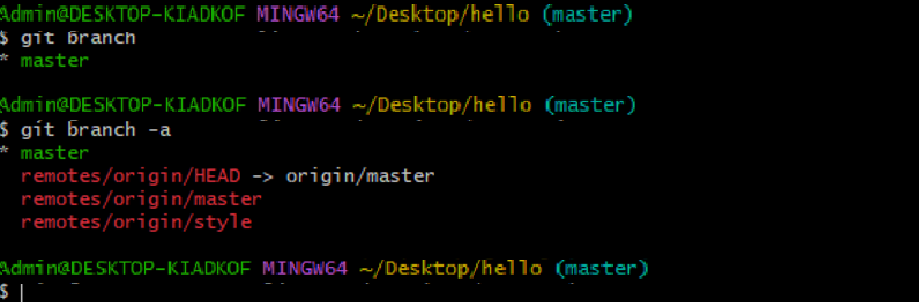 Admin@DESKTOP-KIADKOF MINGW64 ~/Desktop/hello (master)
$ git branch
* master
Admin@DESKTOP-KIADKOF MINGW64 ~/Desktop/hello (master)
$ git branch -a
* master
remotes/origin/HEAD -> origin/master
remotes/origin/master
remotes/origin/style
Admin@DESKTOP-KIADKOF MINGW64 ~/Desktop/hello (master)
$